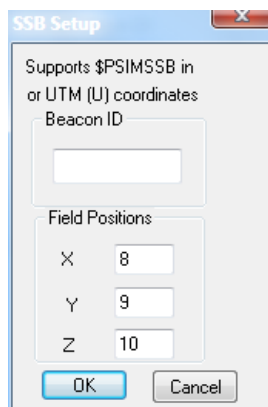 SSB Setup
Supports $PSIMSSB in
or UTM (U) coordinates
Beacon ID
Field Positions
X 8
Y 9
Z 10
OK Cancel